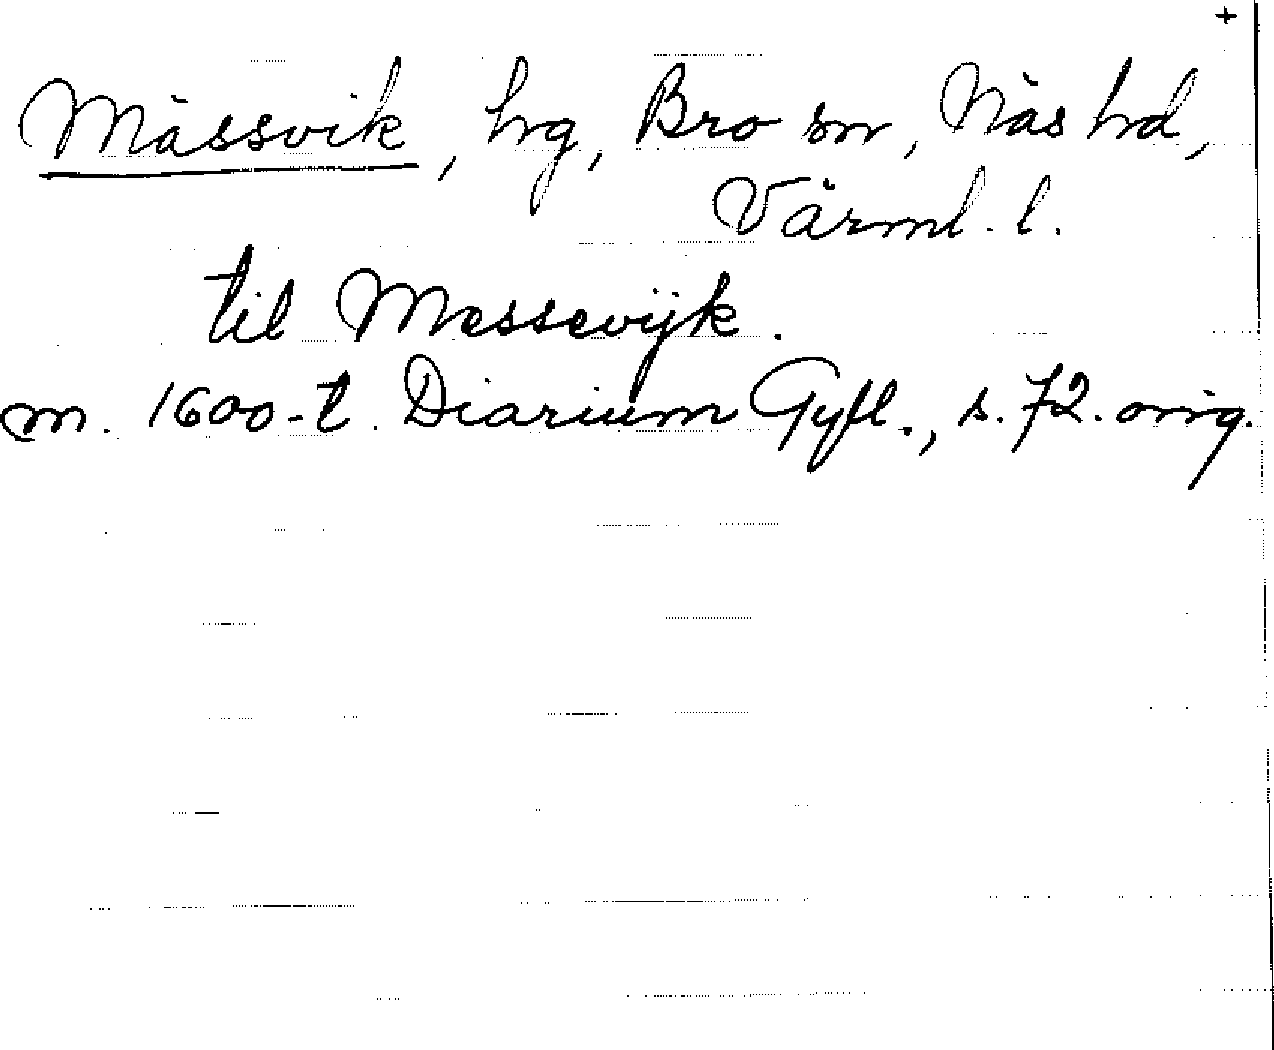 +
Mässvik, hg, Bro sn, Näs hd,
Värml. l.
til Messevijk.
m. 1600-t. Diarium Gyll., s. 72. orig.